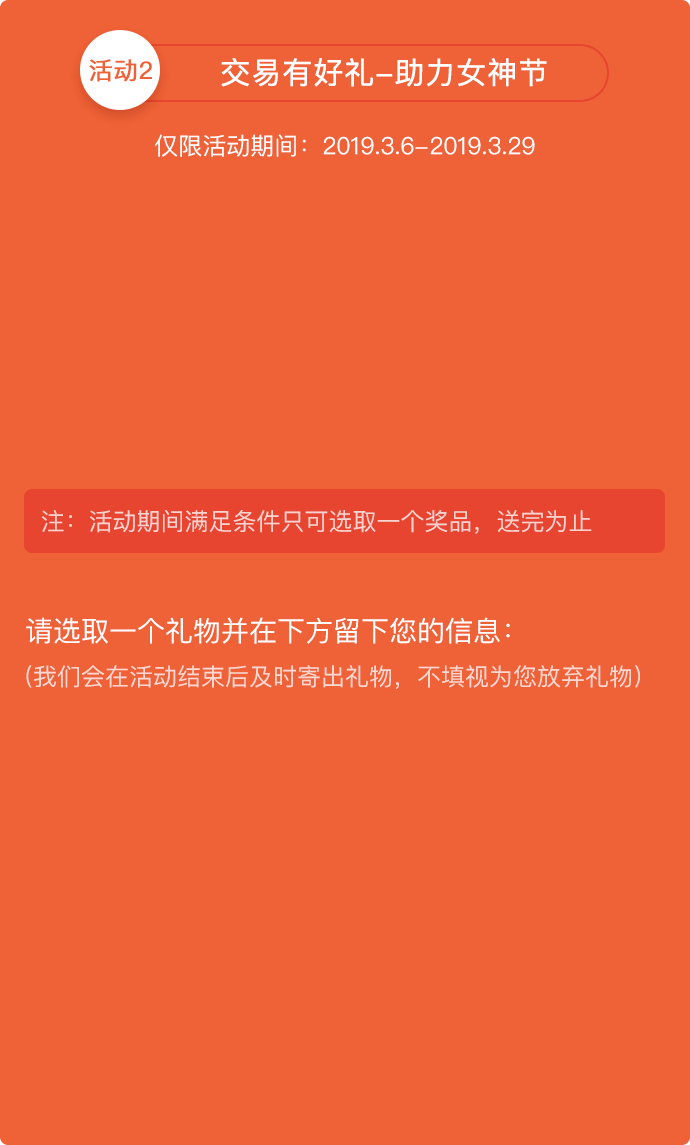 活动2
交易有好礼-助力女神节
仅限活动期间：2019.3.6-2019.3.29
注：活动期间满足条件只可选取一个奖品，送完为止
请选取一个礼物并在下方留下您的信息：
(我们会在活动结束后及时寄出礼物，不填视为您放弃礼物)